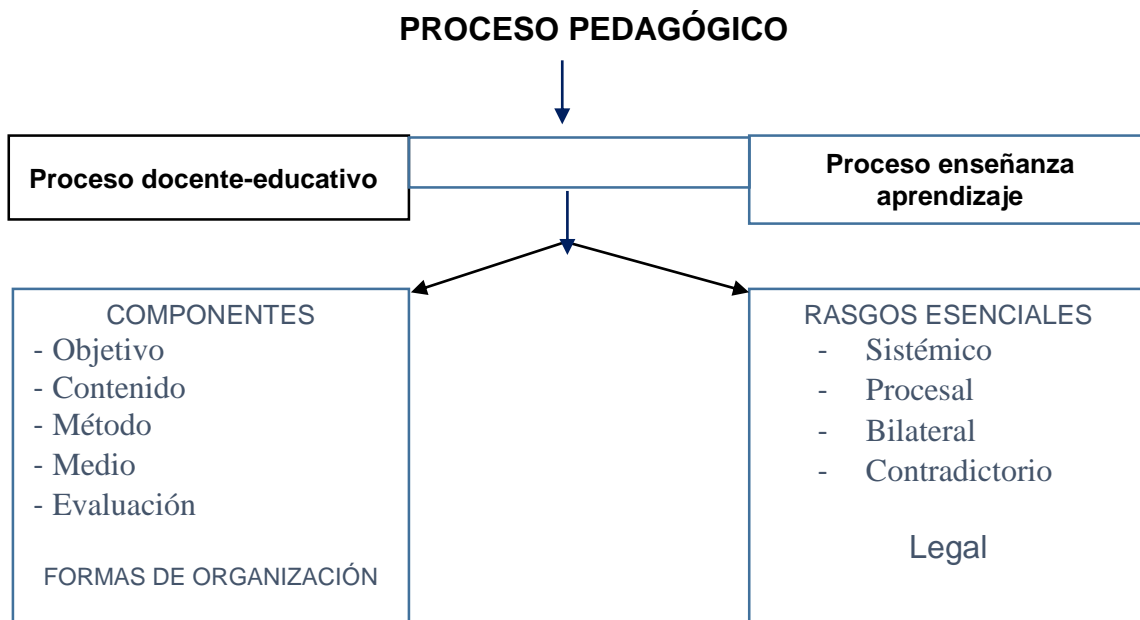 PROCESO PEDAGÓGICO
Proceso docente-educativo
Proceso enseñanza
aprendizaje
COMPONENTES
- Objetivo
- Contenido
- Método
- Medio
- Evaluación
FORMAS DE ORGANIZACIÓN
RASGOS ESENCIALES
- Sistémico
- Procesal
- Bilateral
- Contradictorio
Legal